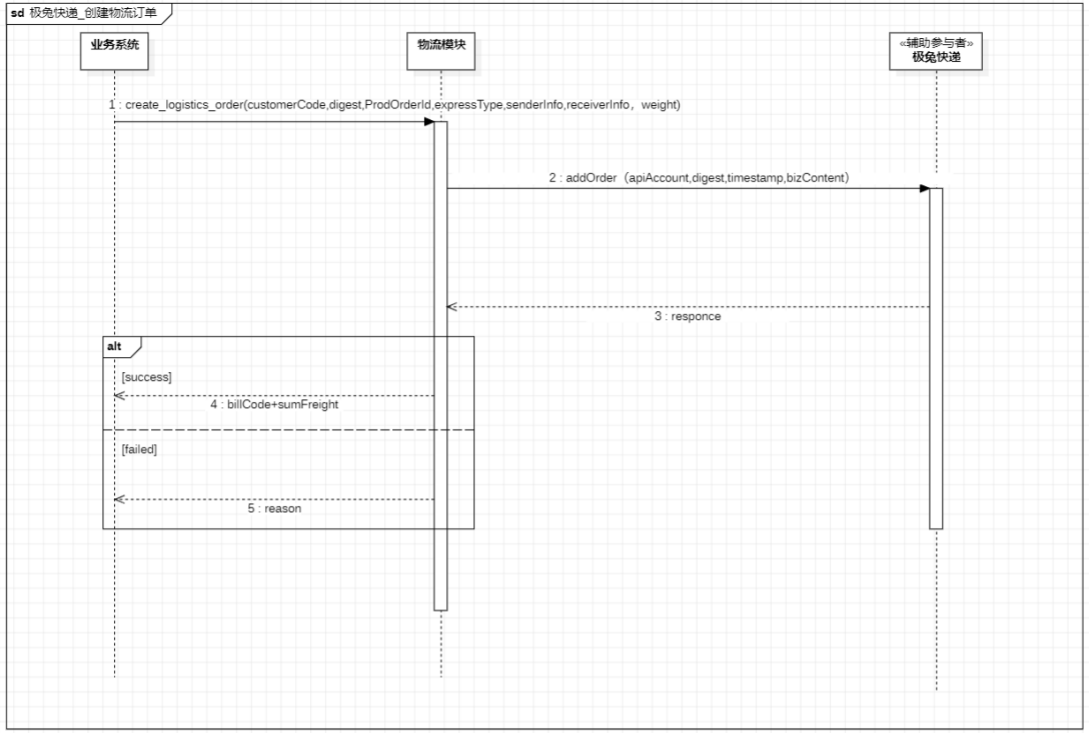 sd 极兔快递_创建物流订单
业务系统
物流模块
«辅助参与者»
极兔快递
1 : create_logistics_order(customerCode,digest,ProdOrderId,expressType,senderInfo,receiverInfo，weight)
2 : addOrder（apiAccount,digest,timestamp,bizContent）
3 : responce
alt
[success]
4 : billCode+sumFreight
[failed]
5 : reason